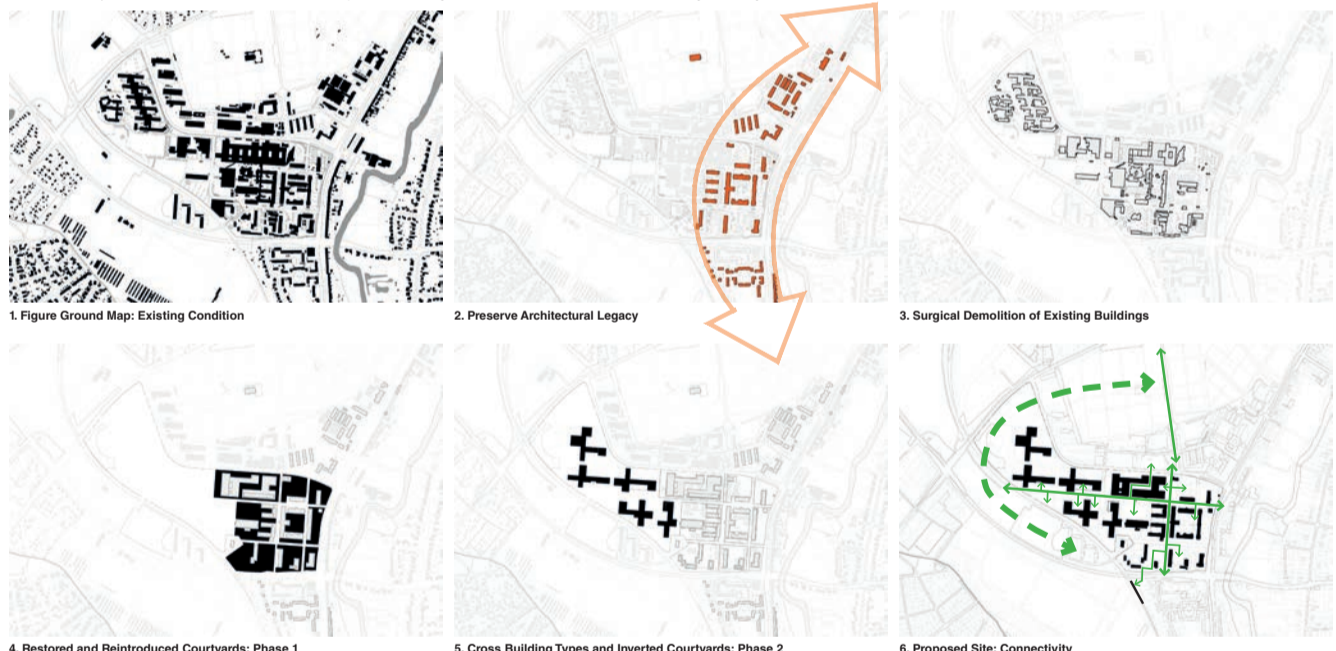 1. Figure Ground Map: Existing Condition
2. Preserve Architectural Legacy
3. Surgical Demolition of Existing Buildings
4. Restored and Reintroduced Courtyards: Phase 1
5. Cross Building Types and Inverted Courtyards: Phase 2
6. Proposed Site: Connectivity